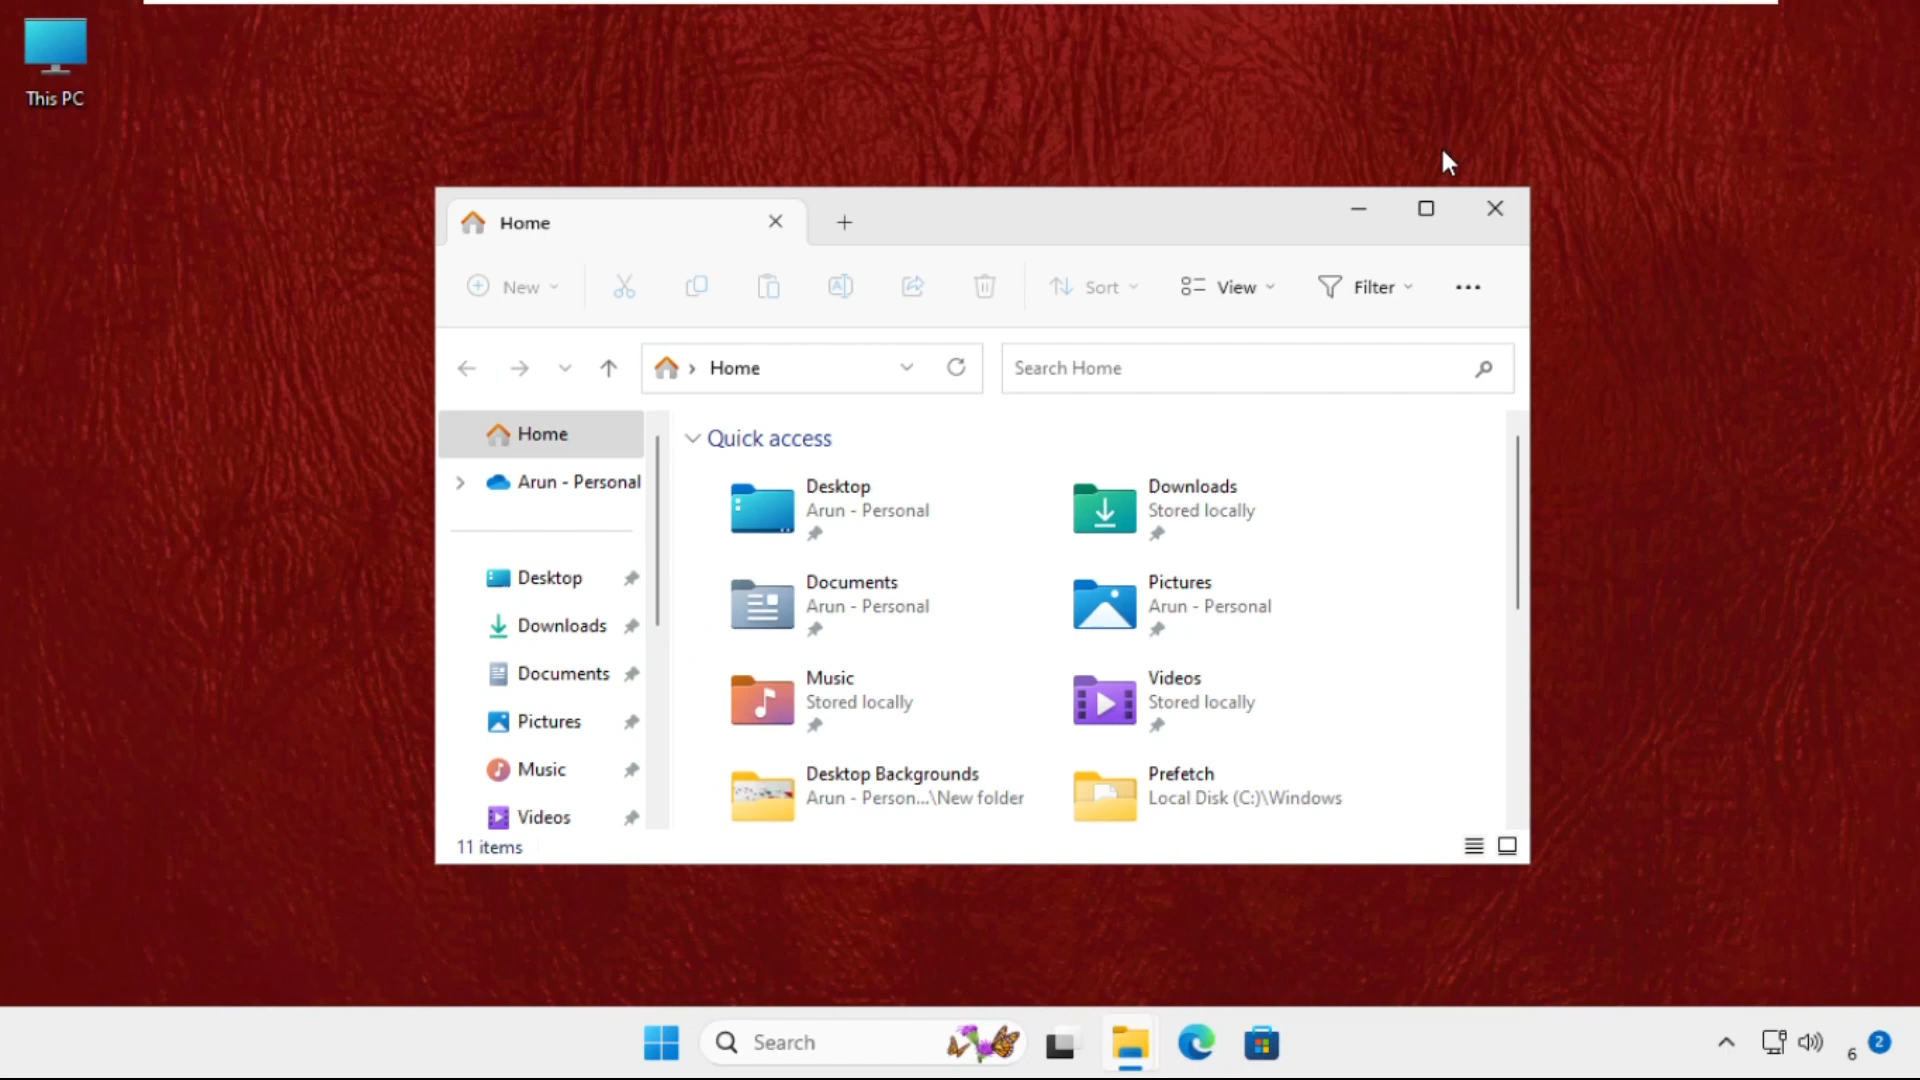 This PC
Home
New
Sort
View
Filter
Home
Search Home
Home
Arun - Personal
Desktop
Downloads
Documents
Pictures
Music
Videos
Quick access
Desktop
Arun - Personal
Downloads
Stored locally
Documents
Arun - Personal
Pictures
Arun - Personal
Music
Stored locally
Videos
Stored locally
Desktop Backgrounds
Arun - Person...\New folder
Prefetch
Local Disk (C:)\Windows
11 items
Search
6
2